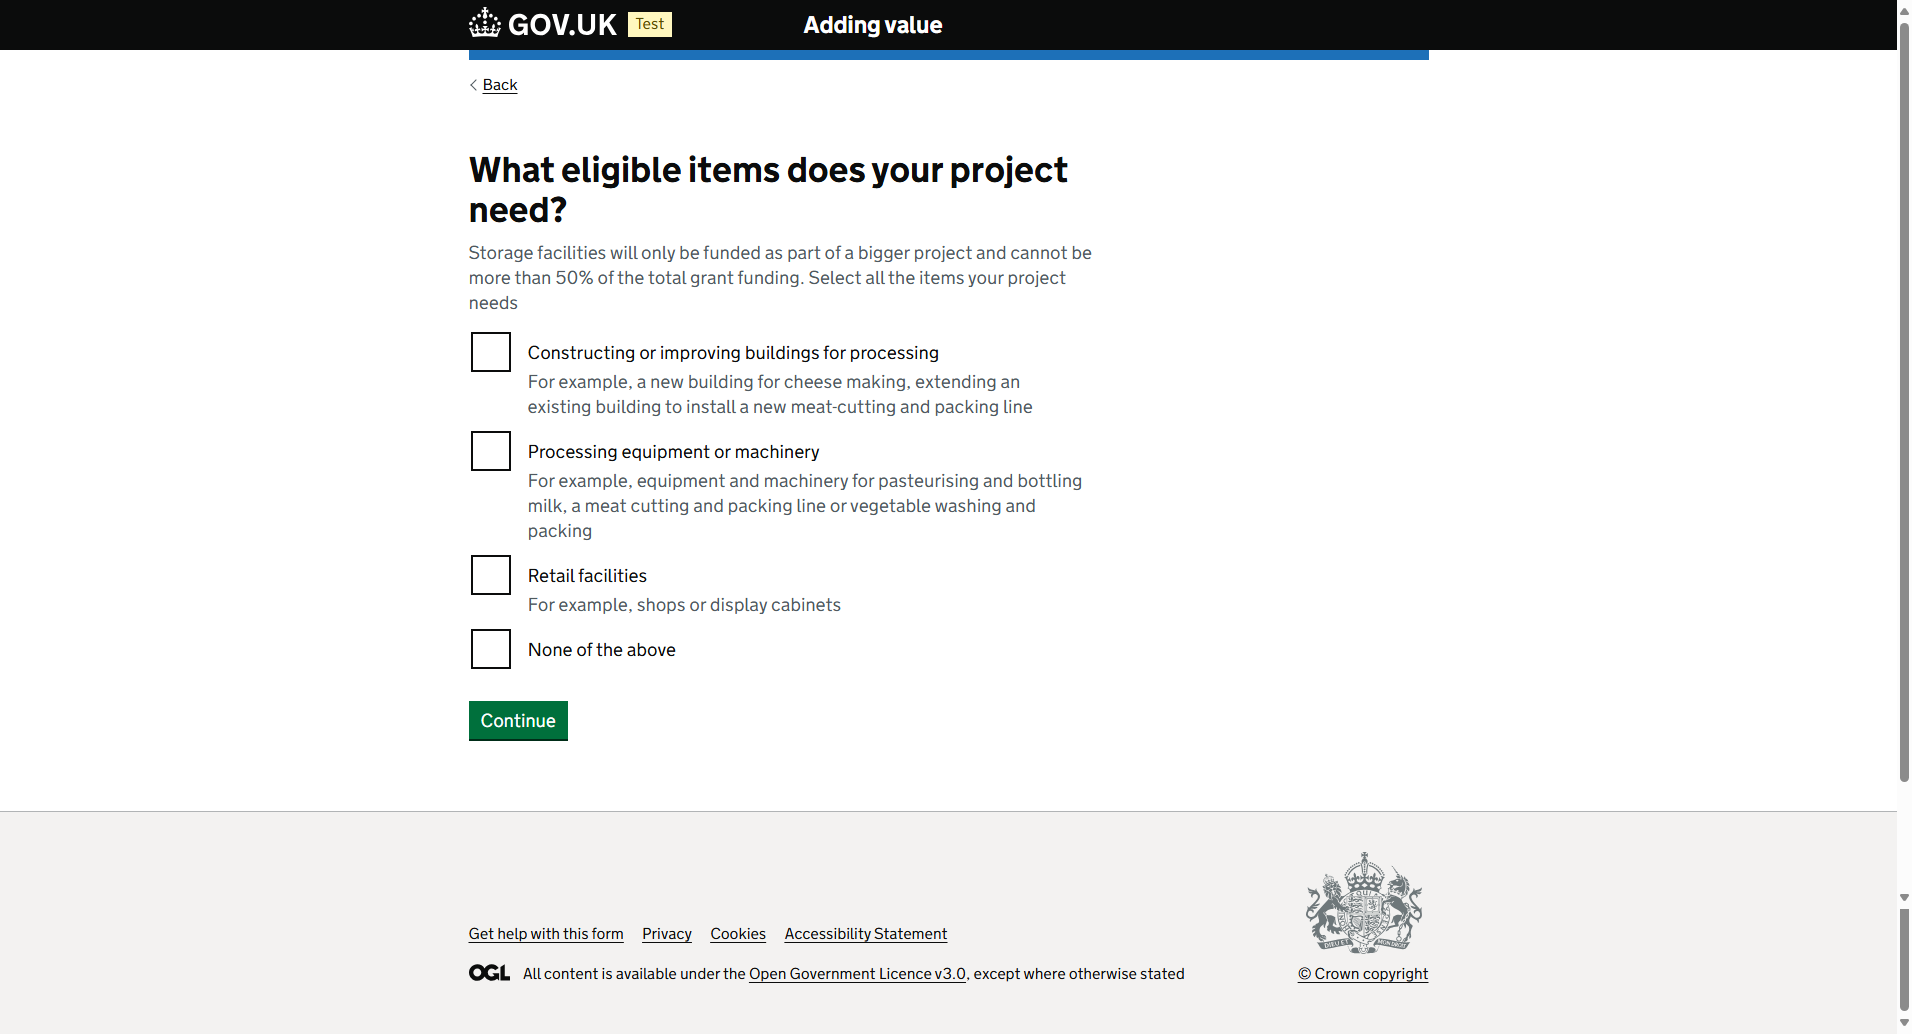 GOV.UK Test Adding value
Back
What eligible items does your project
need?
Storage facilities will only be funded as part of a bigger project and cannot be
more than 50% of the total grant funding. Select all the items your project
needs
Constructing or improving buildings for processing
For example, a new building for cheese making, extending an
existing building to install a new meat-cutting and packing line
Processing equipment or machinery
For example, equipment and machinery for pasteurising and bottling
milk, a meat cutting and packing line or vegetable washing and
packing
Retail facilities
For example, shops or display cabinets
None of the above
Continue
Get help with this form Privacy Cookies Accessibility Statement
OGL All content is available under the Open Government Licence v3.0, except where otherwise stated
© Crown copyright